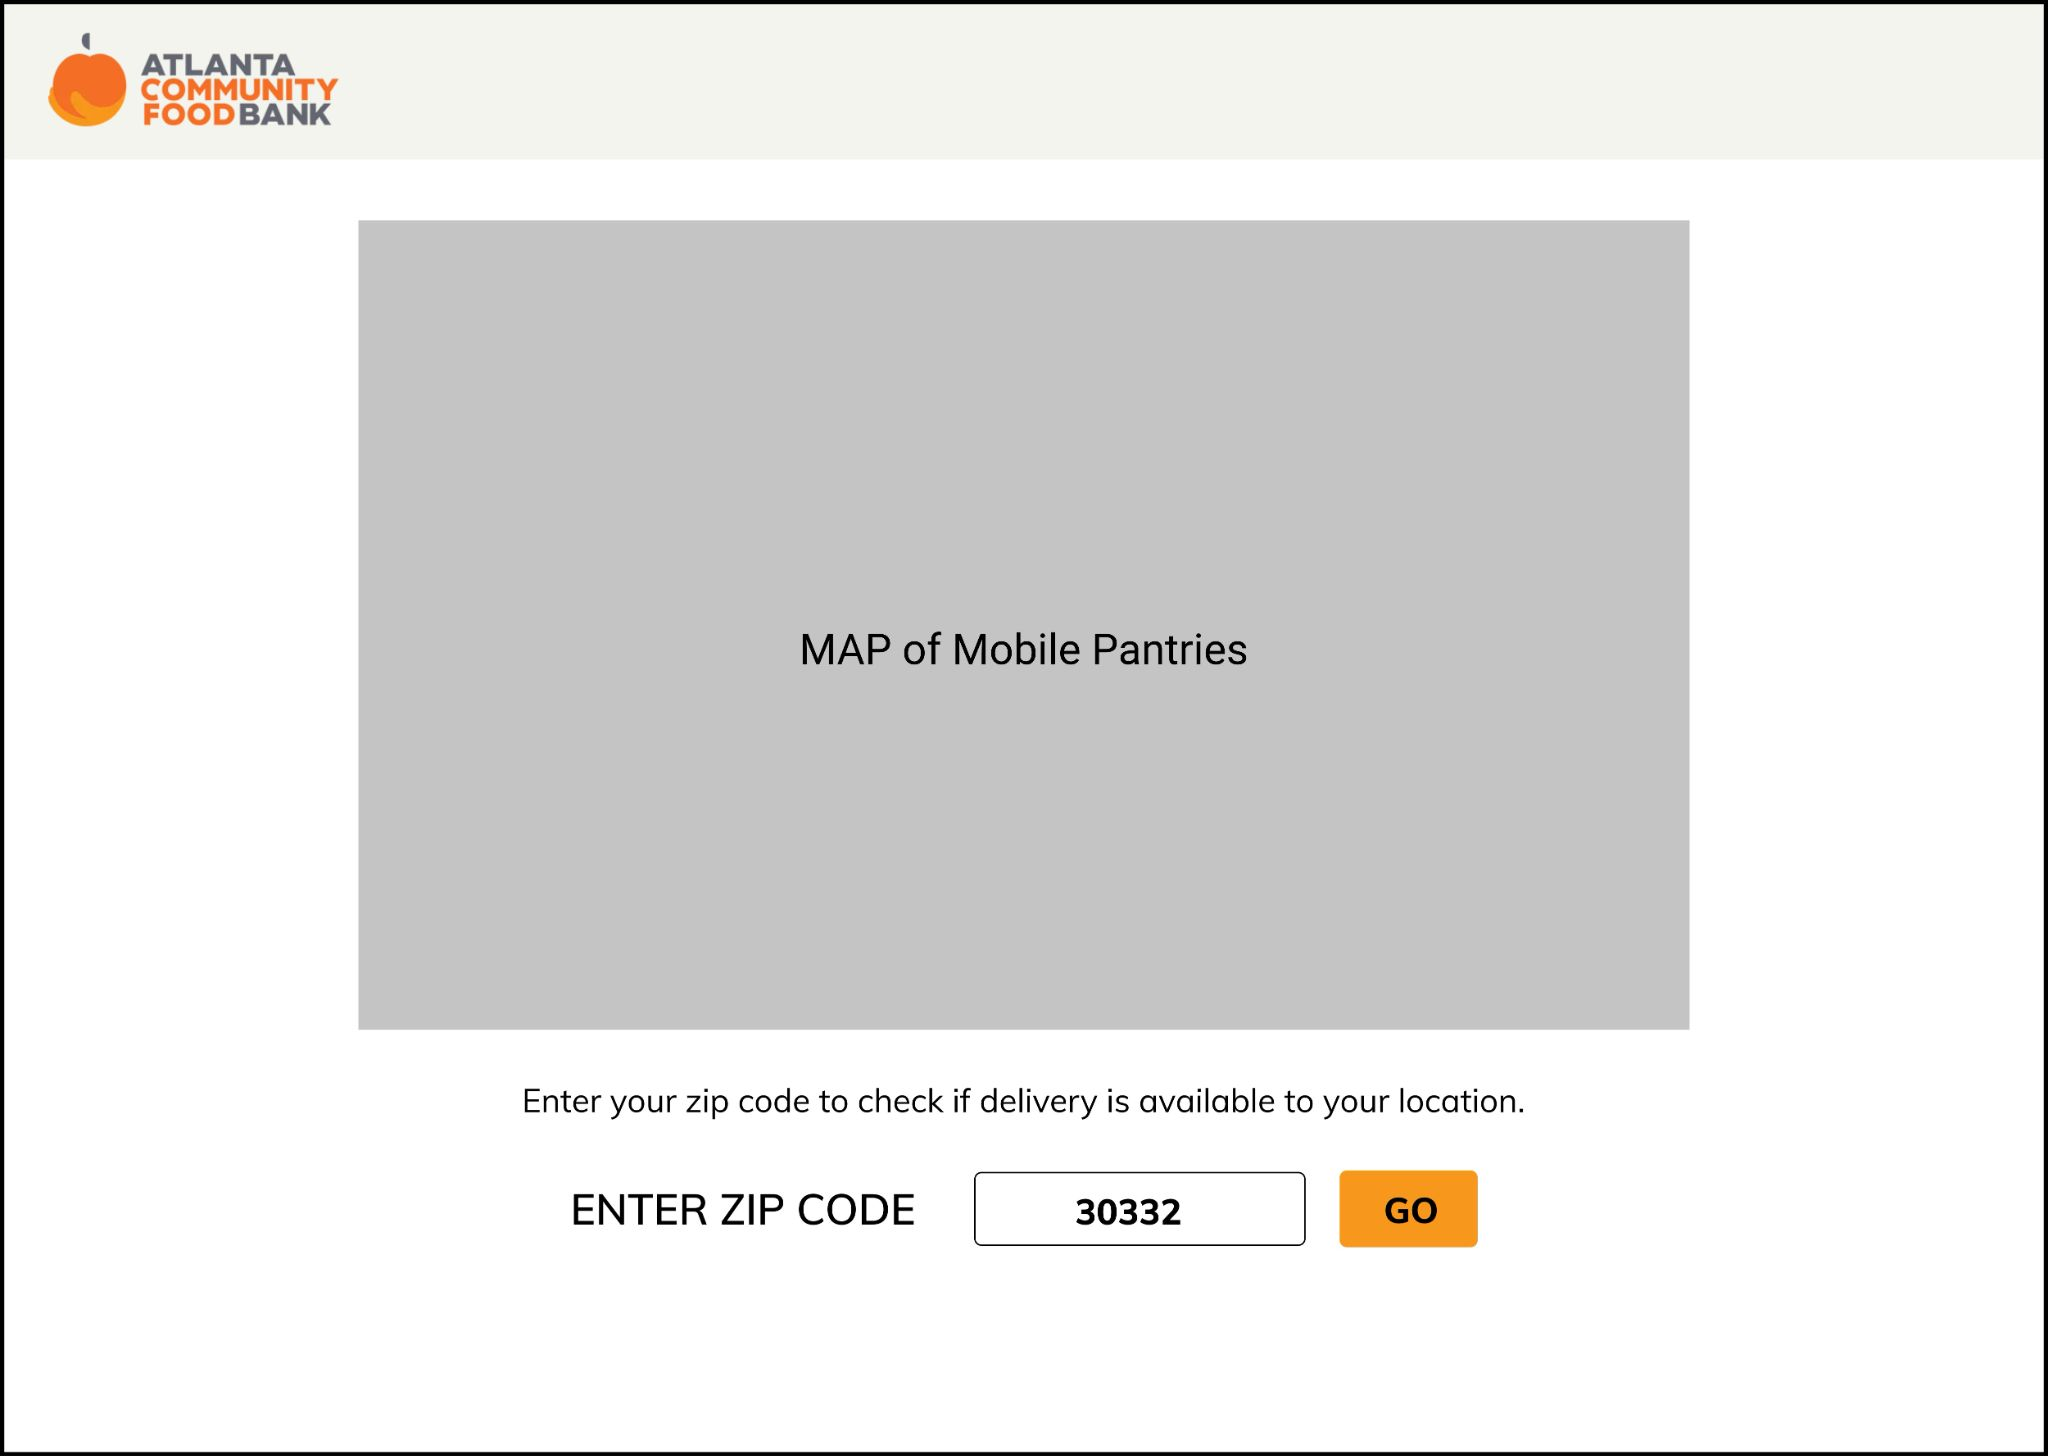 ATLANTA
COMMUNITY
FOODBANK
MAP of Mobile Pantries
Enter your zip code to check if delivery is available to your location.
ENTER ZIP CODE 30332 GO